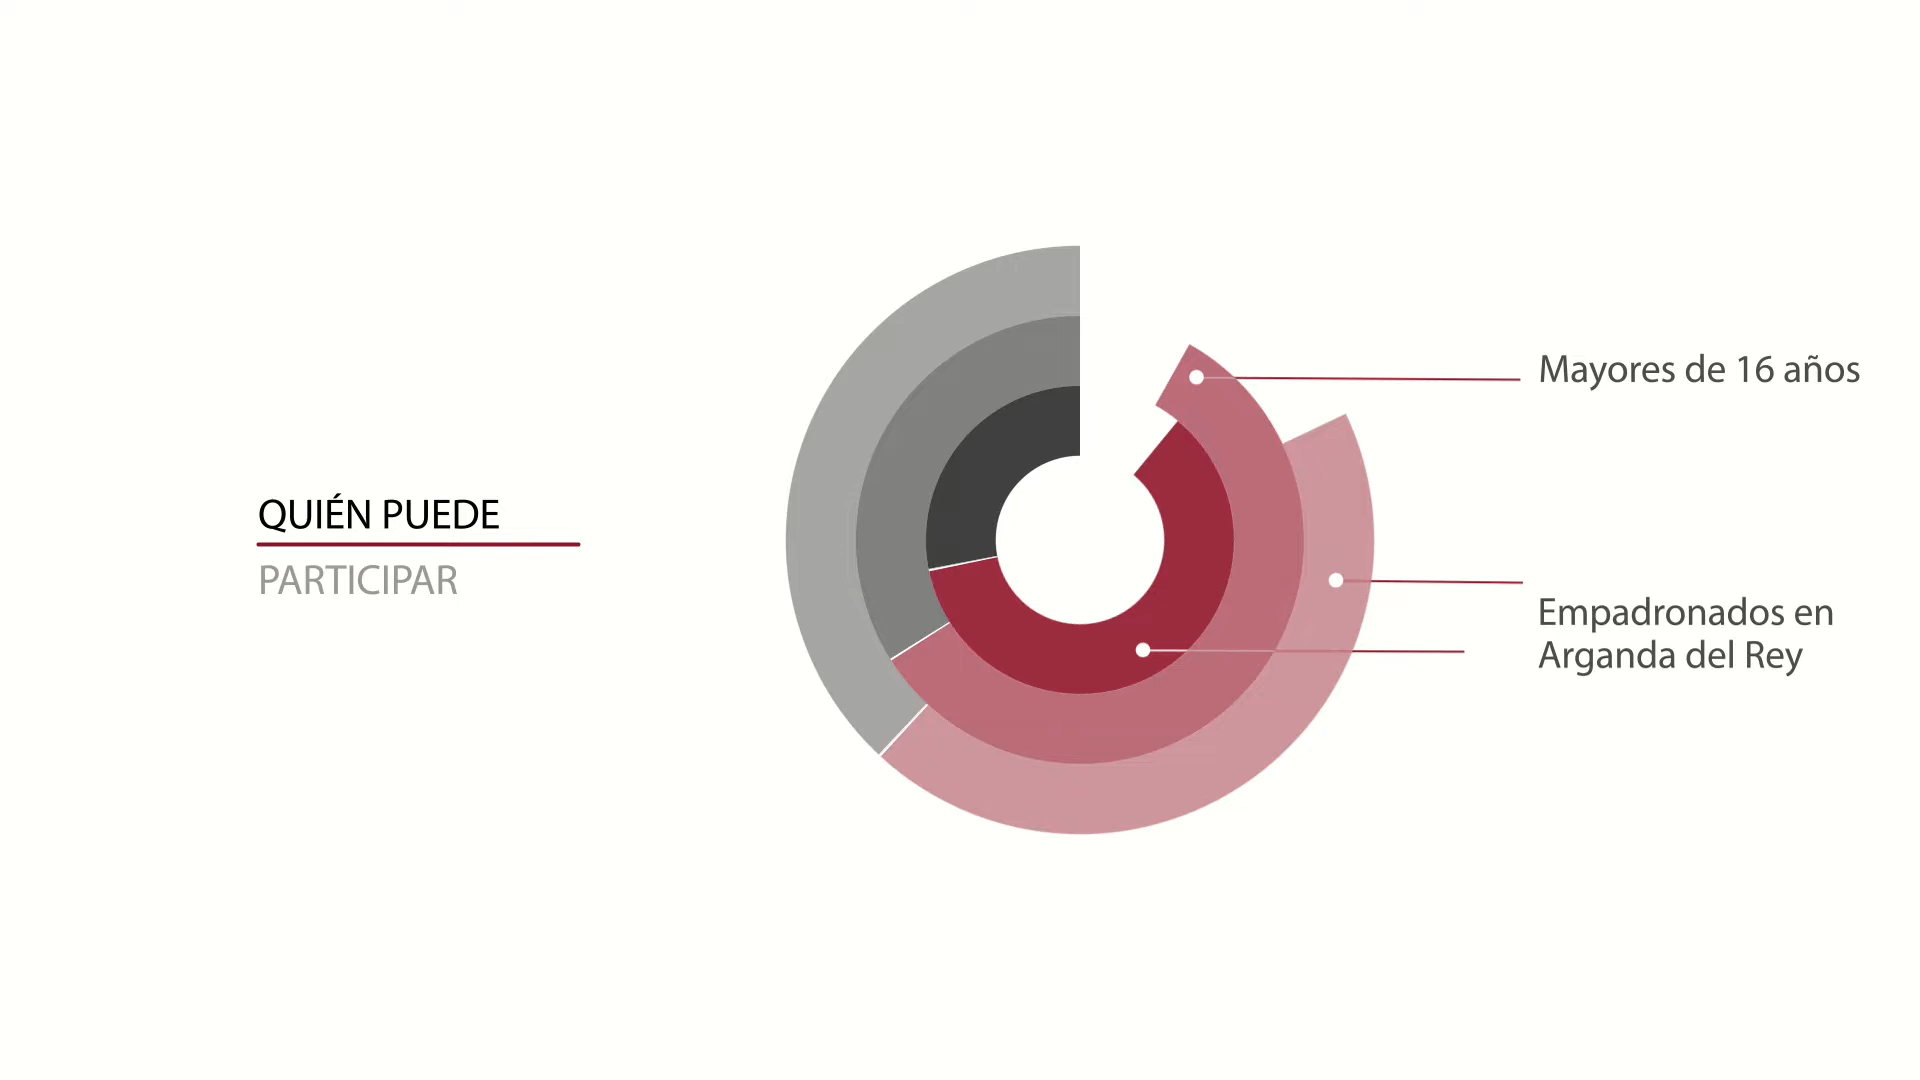 QUIÉN PUEDE
PARTICIPAR
Mayores de 16 años
Empadronados en
Arganda del Rey